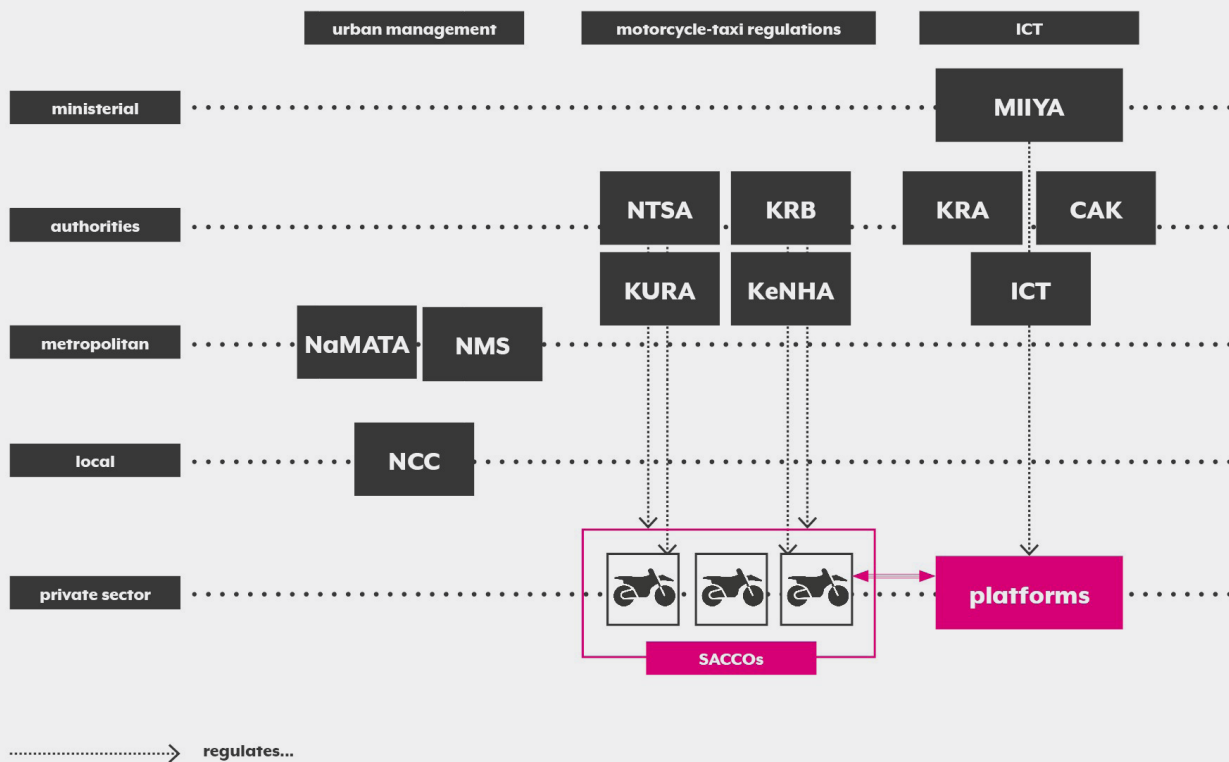 urban management
motorcycle-taxi regulations
ICT
ministerial
MIIYA
authorities
NTSA
KRB
KRA
CAK
KURA
KeNHA
ICT
metropolitan
NaMATA
NMS
local
NCC
private sector
platforms
SACCOs
regulates...